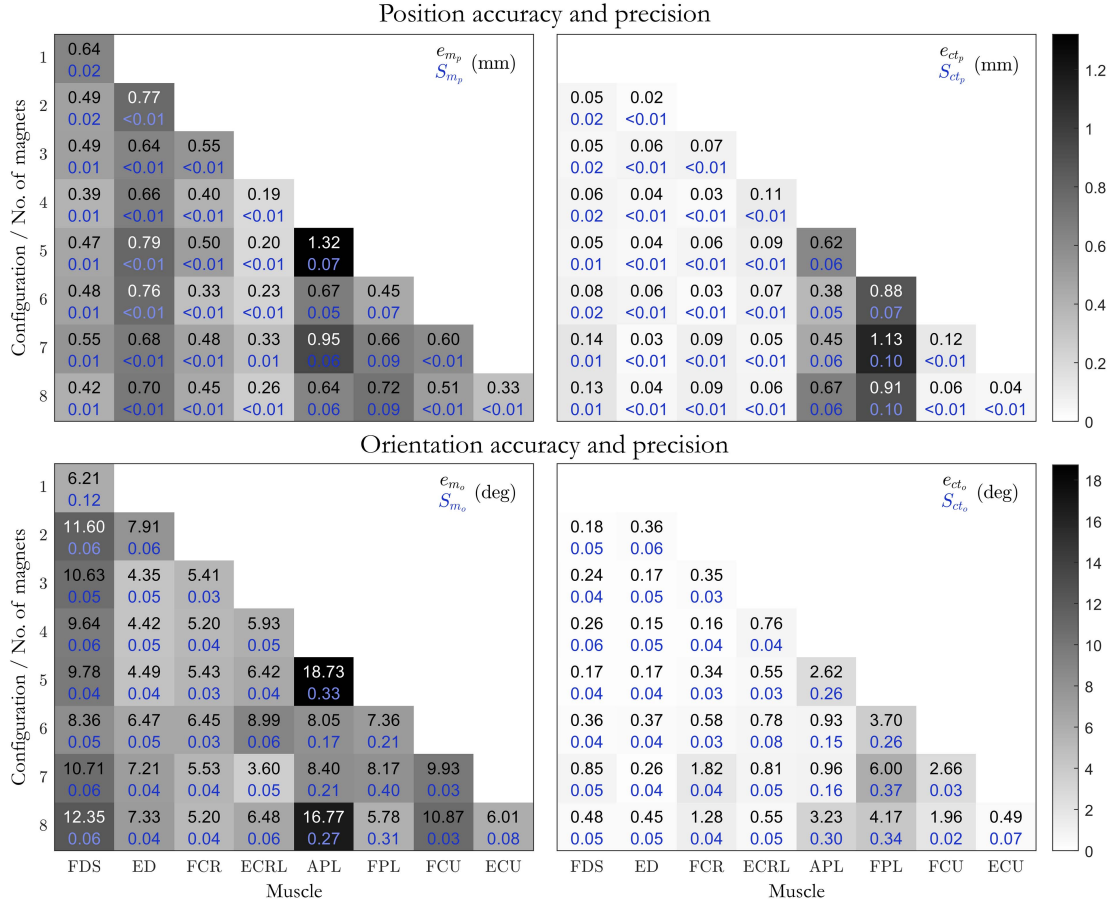 Position accuracy and precision
Configuration / No. of magnets
e_{m_p} (mm)
S_{m_p}
1 0.64
0.02
2 0.49 0.77
0.02 <0.01
3 0.49 0.64 0.55
0.01 <0.01 <0.01
4 0.39 0.66 0.40 0.19
0.01 <0.01 <0.01 <0.01
5 0.47 0.79 0.50 0.20 1.32
0.01 <0.01 <0.01 <0.01 0.07
6 0.48 0.76 0.33 0.23 0.67 0.45
0.01 <0.01 <0.01 <0.01 0.05 0.07
7 0.55 0.68 0.48 0.33 0.95 0.66 0.60
0.01 <0.01 <0.01 0.01 0.06 0.09 <0.01
8 0.42 0.70 0.45 0.26 0.64 0.72 0.51 0.33
0.01 <0.01 <0.01 <0.01 0.06 0.09 <0.01 <0.01
e_{ct_p} (mm)
S_{ct_p}
0.05 0.02
0.02 <0.01
0.05 0.06 0.07
0.02 <0.01 <0.01
0.06 0.04 0.03 0.11
0.02 <0.01 <0.01 <0.01
0.05 0.04 0.06 0.09 0.62
0.01 <0.01 <0.01 <0.01 0.06
0.08 0.06 0.03 0.07 0.38 0.88
0.02 <0.01 <0.01 <0.01 0.05 0.07
0.14 0.03 0.09 0.05 0.45 1.13 0.12
0.01 <0.01 <0.01 <0.01 0.06 0.10 <0.01
0.13 0.04 0.09 0.06 0.67 0.91 0.06 0.04
0.01 <0.01 <0.01 <0.01 0.06 0.10 <0.01 <0.01
1.2
1
0.8
0.6
0.4
0.2
0
Orientation accuracy and precision
Configuration / No. of magnets
e_{m_o} (deg)
S_{m_o}
1 6.21
0.12
2 11.60 7.91
0.06 0.06
3 10.63 4.35 5.41
0.05 0.05 0.03
4 9.64 4.42 5.20 5.93
0.06 0.05 0.04 0.05
5 9.78 4.49 5.43 6.42 18.73
0.04 0.04 0.03 0.04 0.33
6 8.36 6.47 6.45 8.99 8.05 7.36
0.05 0.05 0.03 0.06 0.17 0.21
7 10.71 7.21 5.53 3.60 8.40 8.17 9.93
0.06 0.04 0.04 0.05 0.21 0.40 0.03
8 12.35 7.33 5.20 6.48 16.77 5.78 10.87 6.01
0.06 0.04 0.04 0.06 0.27 0.31 0.03 0.08
FDS ED FCR ECRL APL FPL FCU ECU
Muscle
e_{ct_o} (deg)
S_{ct_o}
0.18 0.36
0.05 0.06
0.24 0.17 0.35
0.04 0.05 0.03
0.26 0.15 0.16 0.76
0.06 0.05 0.04 0.04
0.17 0.17 0.34 0.55 2.62
0.04 0.04 0.03 0.03 0.26
0.36 0.37 0.58 0.78 0.93 3.70
0.04 0.04 0.03 0.08 0.15 0.26
0.85 0.26 1.82 0.81 0.96 6.00 2.66
0.05 0.04 0.04 0.05 0.16 0.37 0.03
0.48 0.45 1.28 0.55 3.23 4.17 1.96 0.49
0.05 0.05 0.04 0.05 0.30 0.34 0.02 0.07
FDS ED FCR ECRL APL FPL FCU ECU
Muscle
18
16
14
12
10
8
6
4
2
0